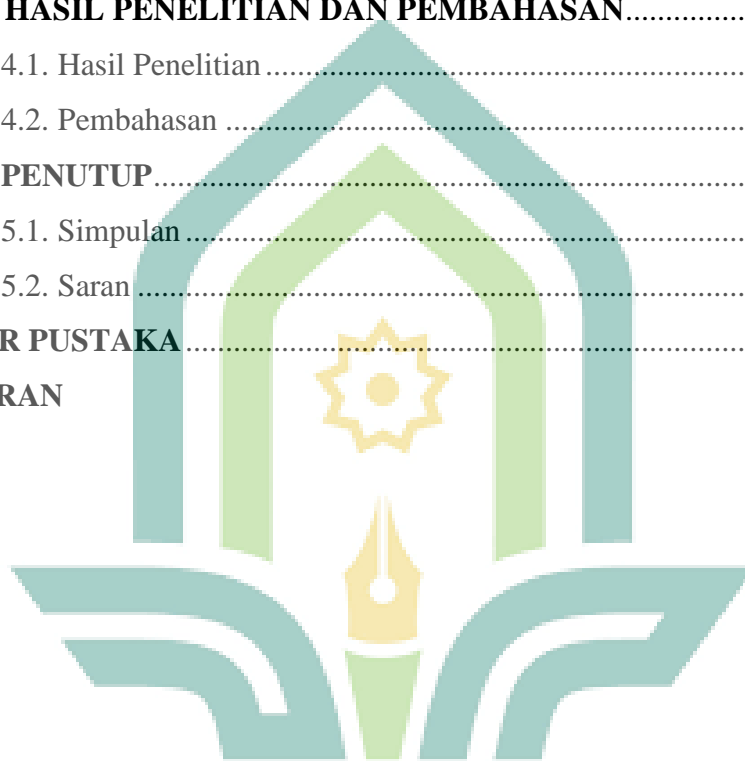 HASIL PENELITIAN DAN PEMBAHASAN................
4.1. Hasil Penelitian................................................................
4.2. Pembahasan ................................................................
PENUTUP................................................................
5.1. Simpulan................................................................
5.2. Saran ................................................................
R PUSTAKA................................................................
RAN